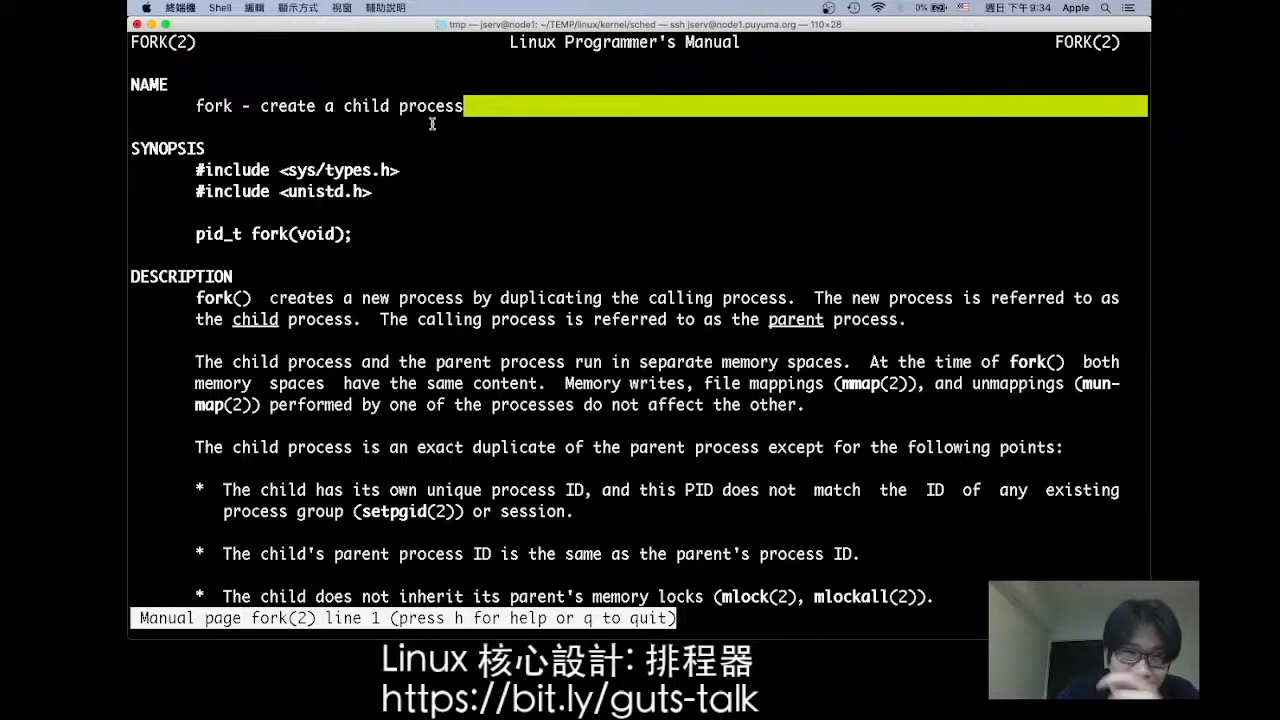 終端機 Shell 編輯 顯示方式 視窗 輔助說明 0% 週日 下午 9:34 Apple
tmp — jserv@node1: ~/TEMP/linux/kernel/sched — ssh jserv@node1.puyuma.org — 110×28
FORK(2) Linux Programmer's Manual FORK(2)
NAME
fork - create a child process
SYNOPSIS
#include <sys/types.h>
#include <unistd.h>
pid_t fork(void);
DESCRIPTION
fork() creates a new process by duplicating the calling process. The new process is referred to as
the child process. The calling process is referred to as the parent process.
The child process and the parent process run in separate memory spaces. At the time of fork() both
memory spaces have the same content. Memory writes, file mappings (mmap(2)), and unmappings (mun-
map(2)) performed by one of the processes do not affect the other.
The child process is an exact duplicate of the parent process except for the following points:
* The child has its own unique process ID, and this PID does not match the ID of any existing
process group (setpgid(2)) or session.
* The child's parent process ID is the same as the parent's process ID.
* The child does not inherit its parent's memory locks (mlock(2), mlockall(2)).
Manual page fork(2) line 1 (press h for help or q to quit)
Linux 核心設計: 排程器
https://bit.ly/guts-talk